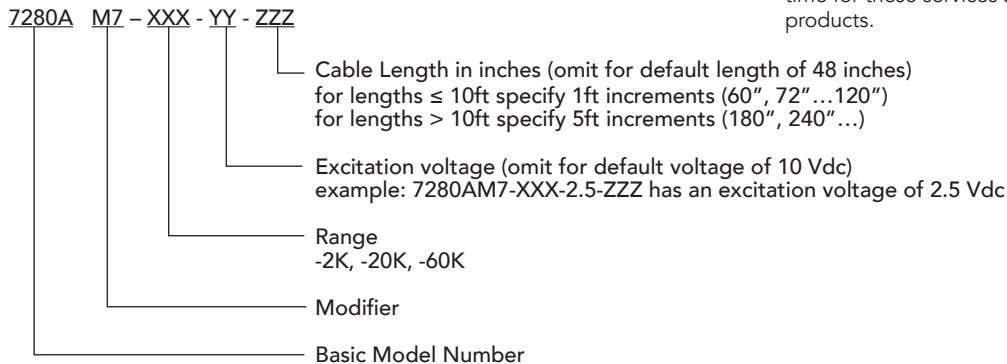 time for these services
products.
7280A M7 – XXX - YY - ZZZ
Cable Length in inches (omit for default length of 48 inches)
for lengths ≤ 10ft specify 1ft increments (60”, 72”…120”)
for lengths > 10ft specify 5ft increments (180”, 240”…)
Excitation voltage (omit for default voltage of 10 Vdc)
example: 7280AM7-XXX-2.5-ZZZ has an excitation voltage of 2.5 Vdc
Range
-2K, -20K, -60K
Modifier
Basic Model Number